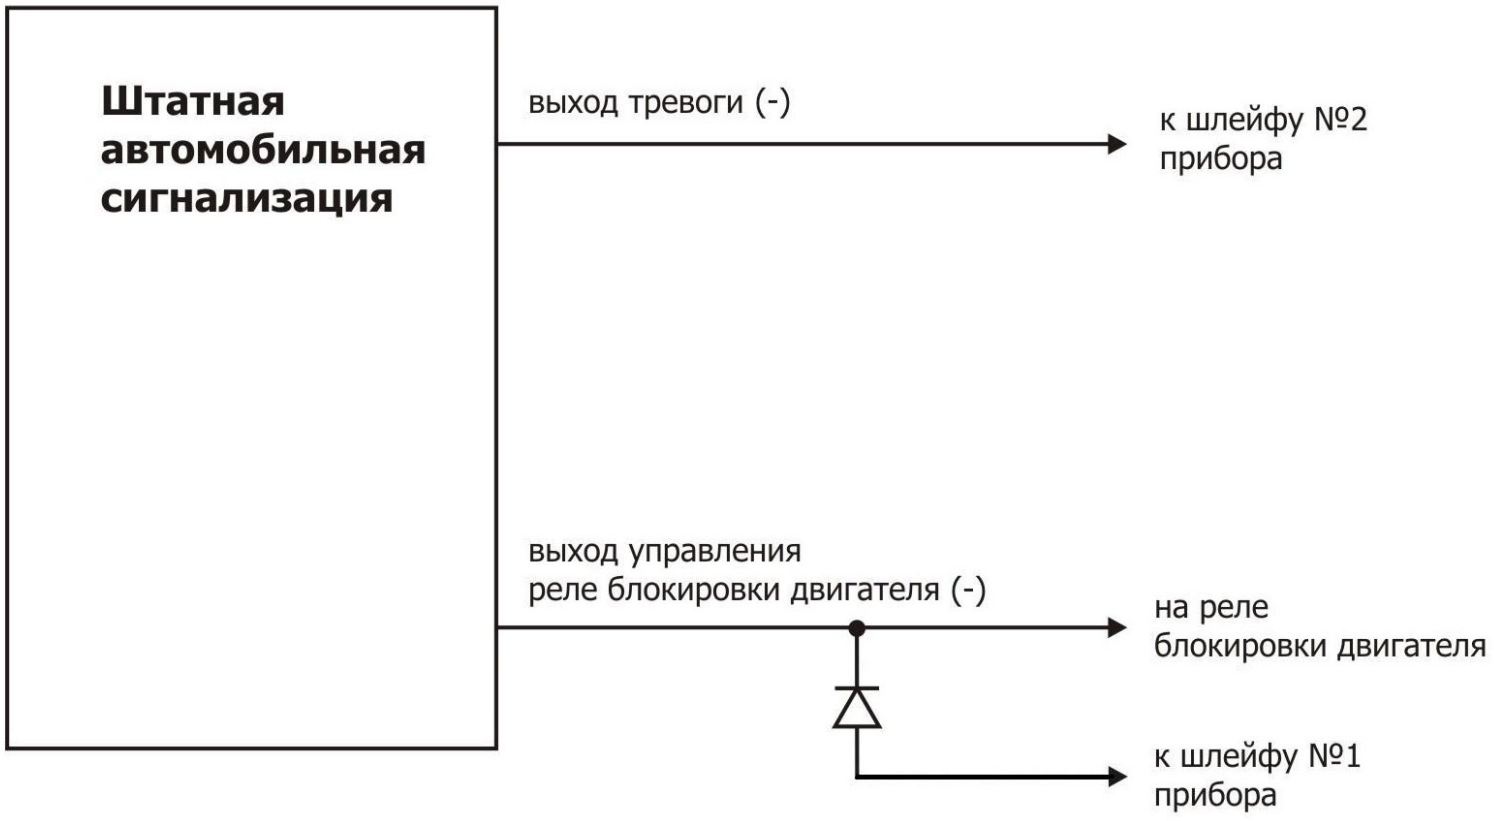 Штатная
автомобильная
сигнализация
выход тревоги (-)
к шлейфу №2
прибора
выход управления
реле блокировки двигателя (-)
на реле
блокировки двигателя
к шлейфу №1
прибора